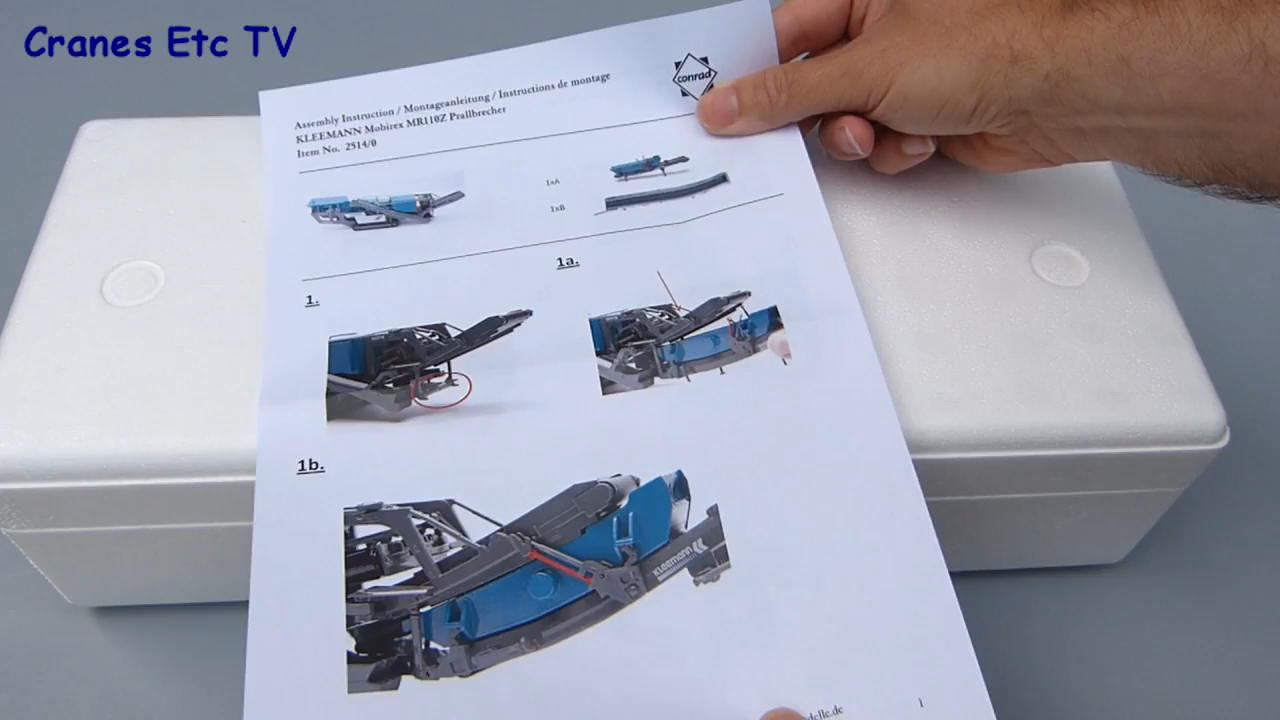 Cranes Etc TV
conrad
Assembly Instruction / Montageanleitung / Instructions de montage
KLEEMANN Mobirex MR110Z Prallbrecher
Item No. 2514/0
1xA
1xB
1.
1a.
1b.
KLEEMANN
1